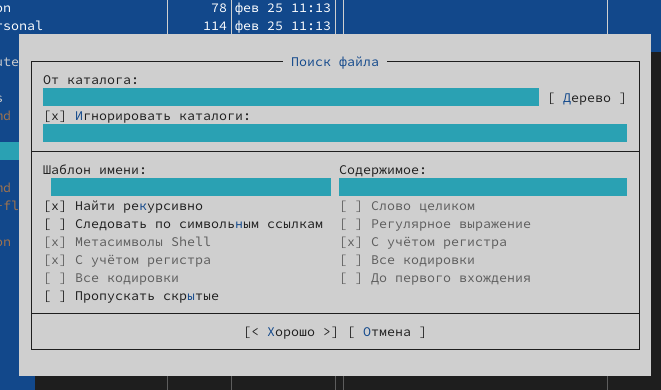 on 78 фев 25 11:13
rsonal 114 фев 25 11:13
Поиск файла
ute
От каталога:
[ Дерево ]
s
nd
[x] Игнорировать каталоги:
Шаблон имени: Содержимое:
nd
[x] Найти рекурсивно [ ] Слово целиком
-fl
[ ] Следовать по символьным ссылкам [ ] Регулярное выражение
on
[x] Метасимволы Shell [x] С учётом регистра
[x] С учётом регистра [ ] Все кодировки
[ ] Все кодировки [ ] До первого вхождения
[ ] Пропускать скрытые
[< Хорошо >] [ Отмена ]